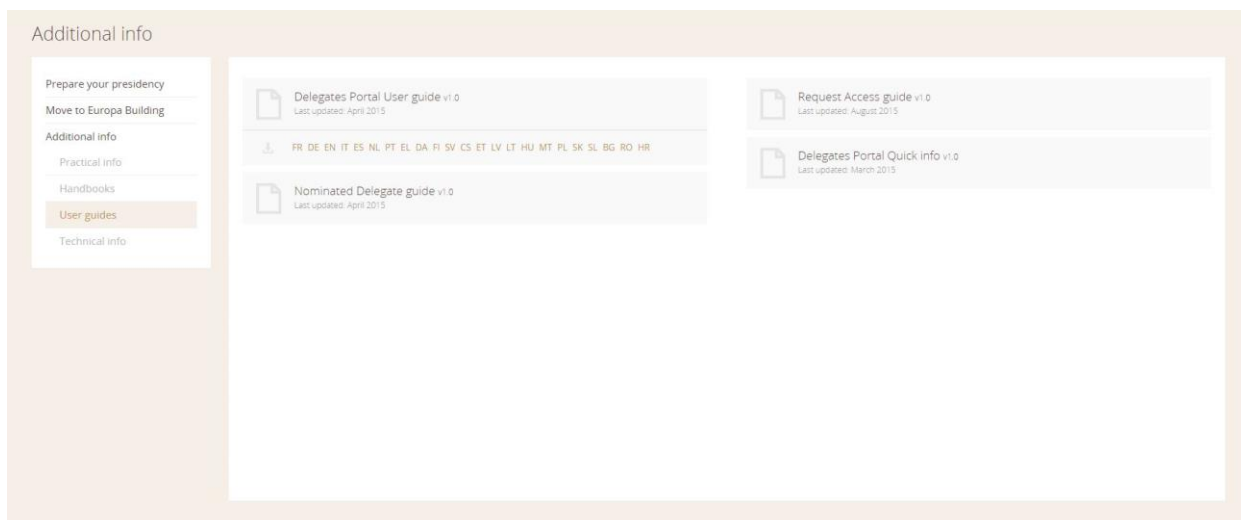 Additional info
Prepare your presidency
Move to Europa Building
Additional info
Practical info
Handbooks
User guides
Technical info
Delegates Portal User guide v1.0
Last updated: April 2015
FR DE EN IT ES NL PT EL DA FI SV CS ET LV LT HU MT PL SK SL BG RO HR
Nominated Delegate guide v1.0
Last updated: April 2015
Request Access guide v1.0
Last updated: August 2015
Delegates Portal Quick info v1.0
Last updated: March 2015